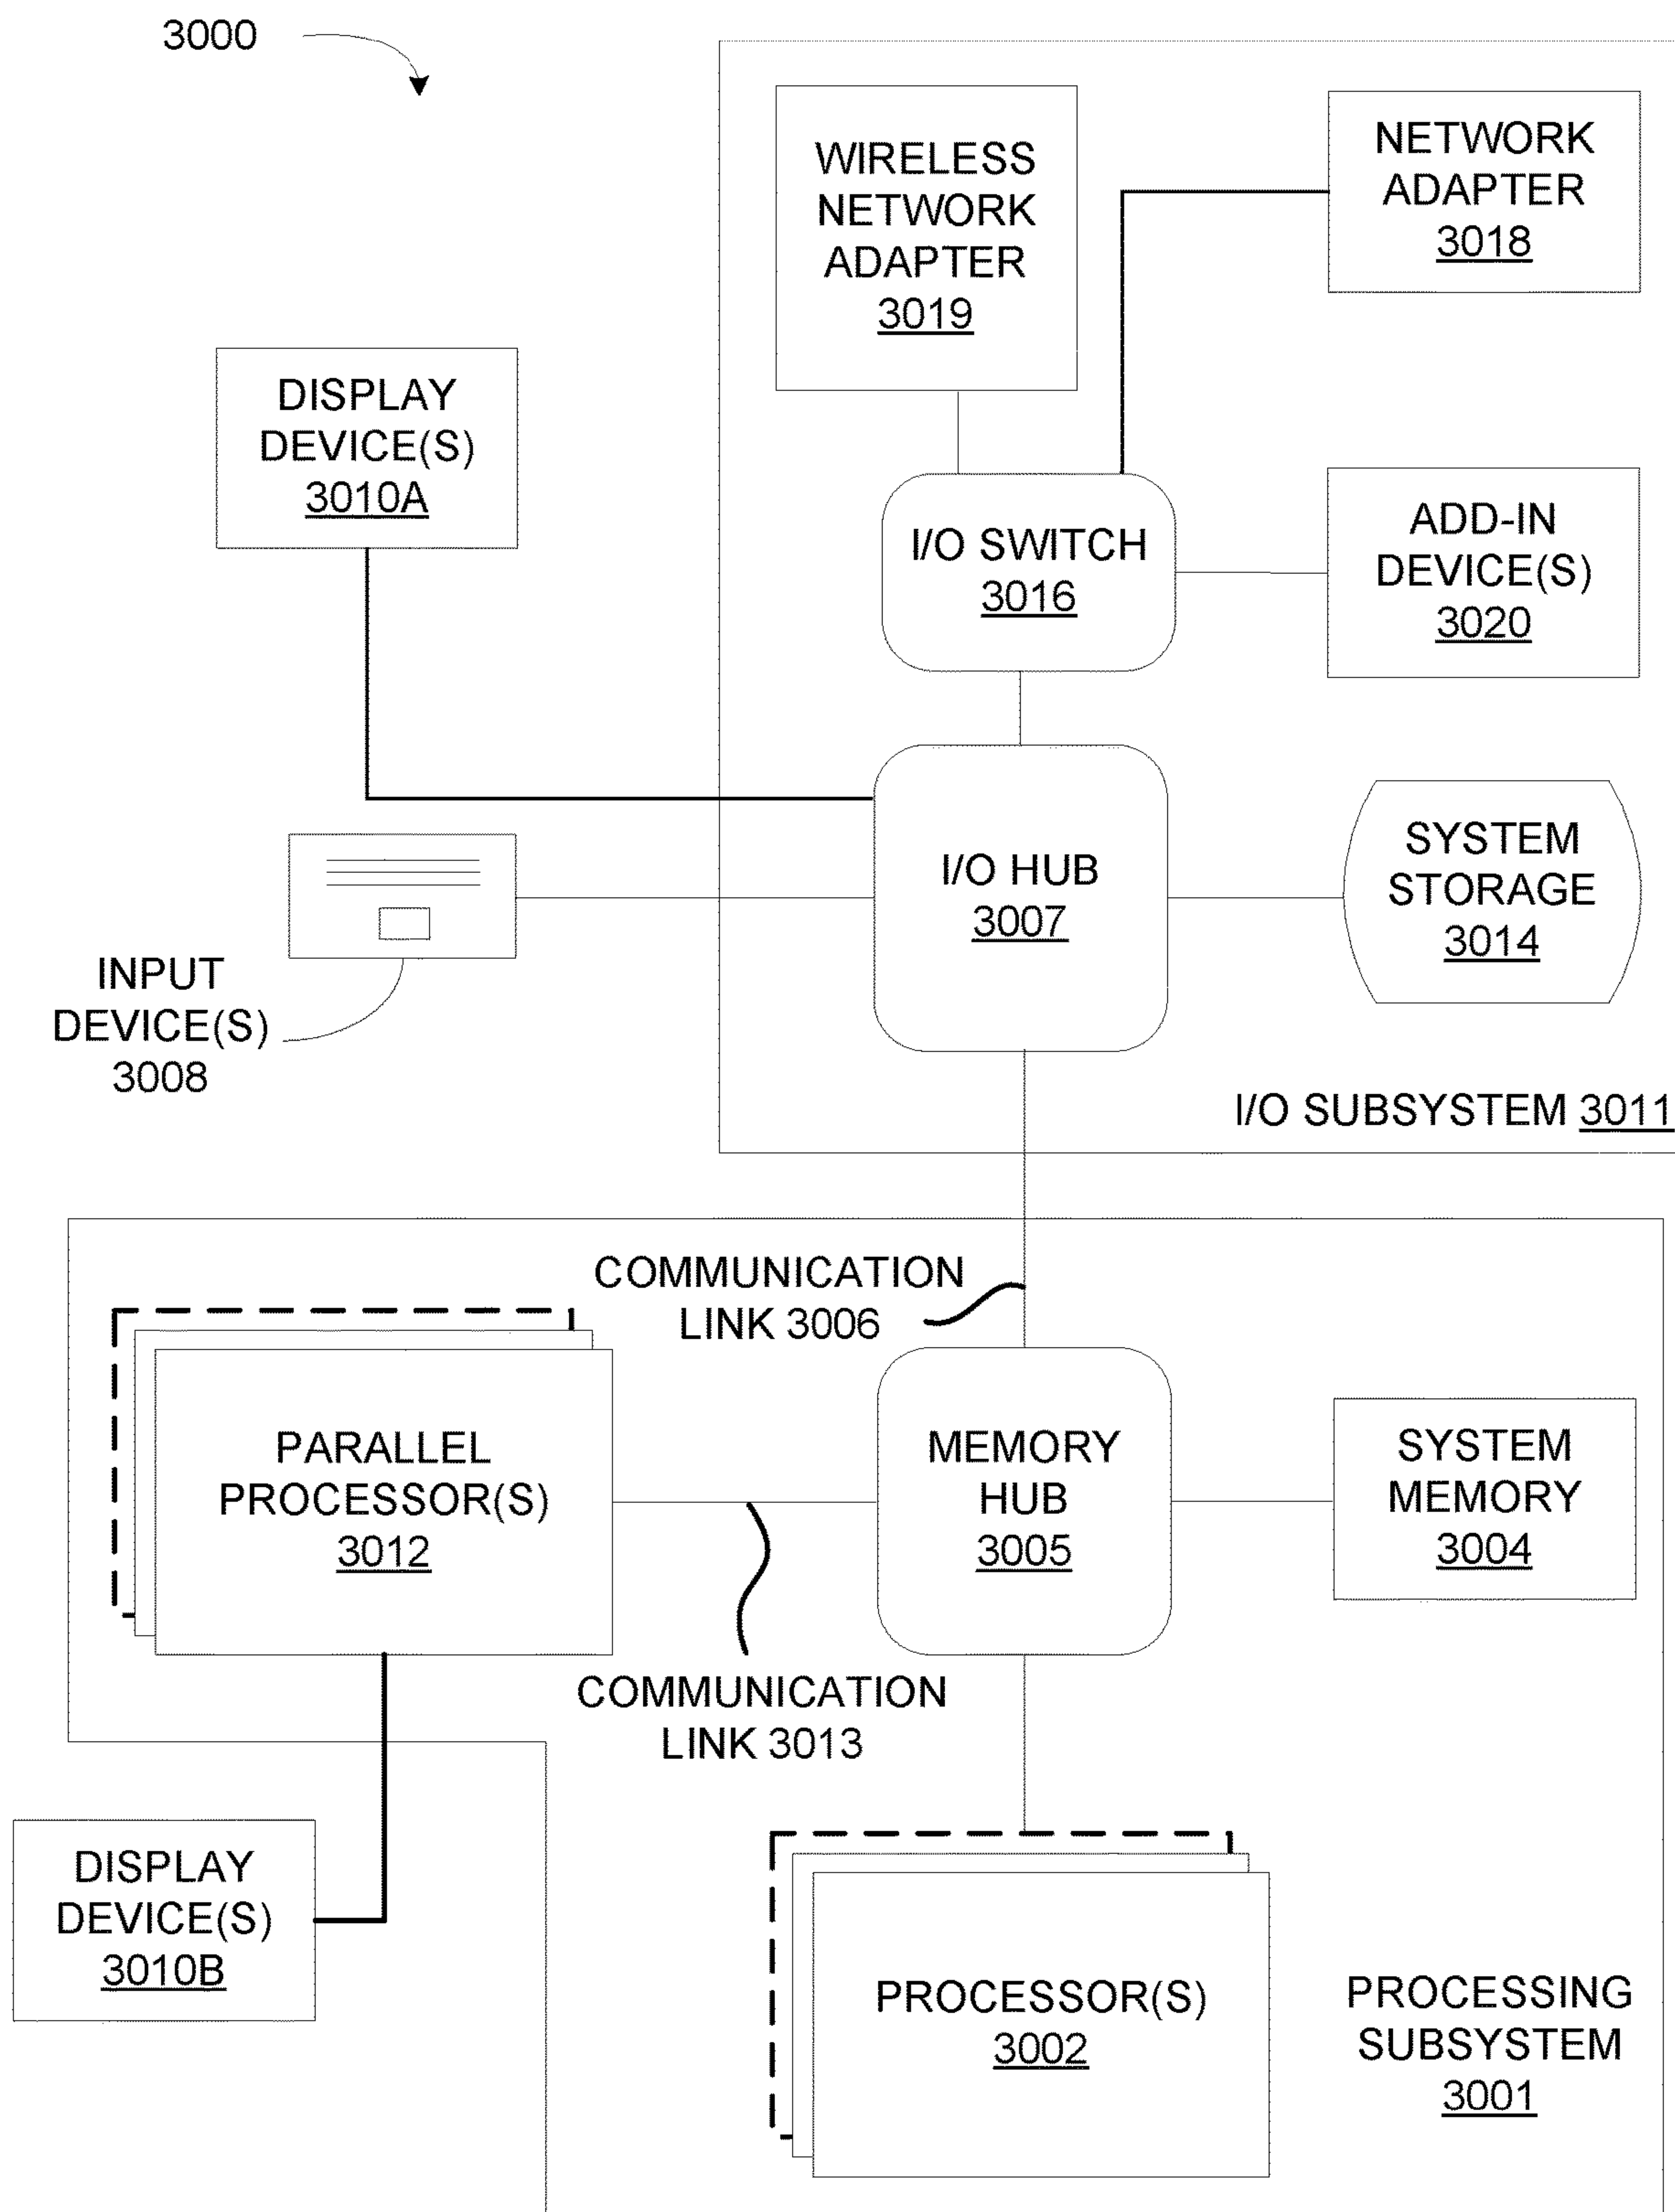 3000
WIRELESS
NETWORK
ADAPTER
3019
NETWORK
ADAPTER
3018
DISPLAY
DEVICE(S)
3010A
I/O SWITCH
3016
ADD-IN
DEVICE(S)
3020
I/O HUB
3007
SYSTEM
STORAGE
3014
INPUT
DEVICE(S)
3008
I/O SUBSYSTEM 3011
COMMUNICATION
LINK 3006
PARALLEL
PROCESSOR(S)
3012
MEMORY
HUB
3005
SYSTEM
MEMORY
3004
COMMUNICATION
LINK 3013
DISPLAY
DEVICE(S)
3010B
PROCESSOR(S)
3002
PROCESSING
SUBSYSTEM
3001